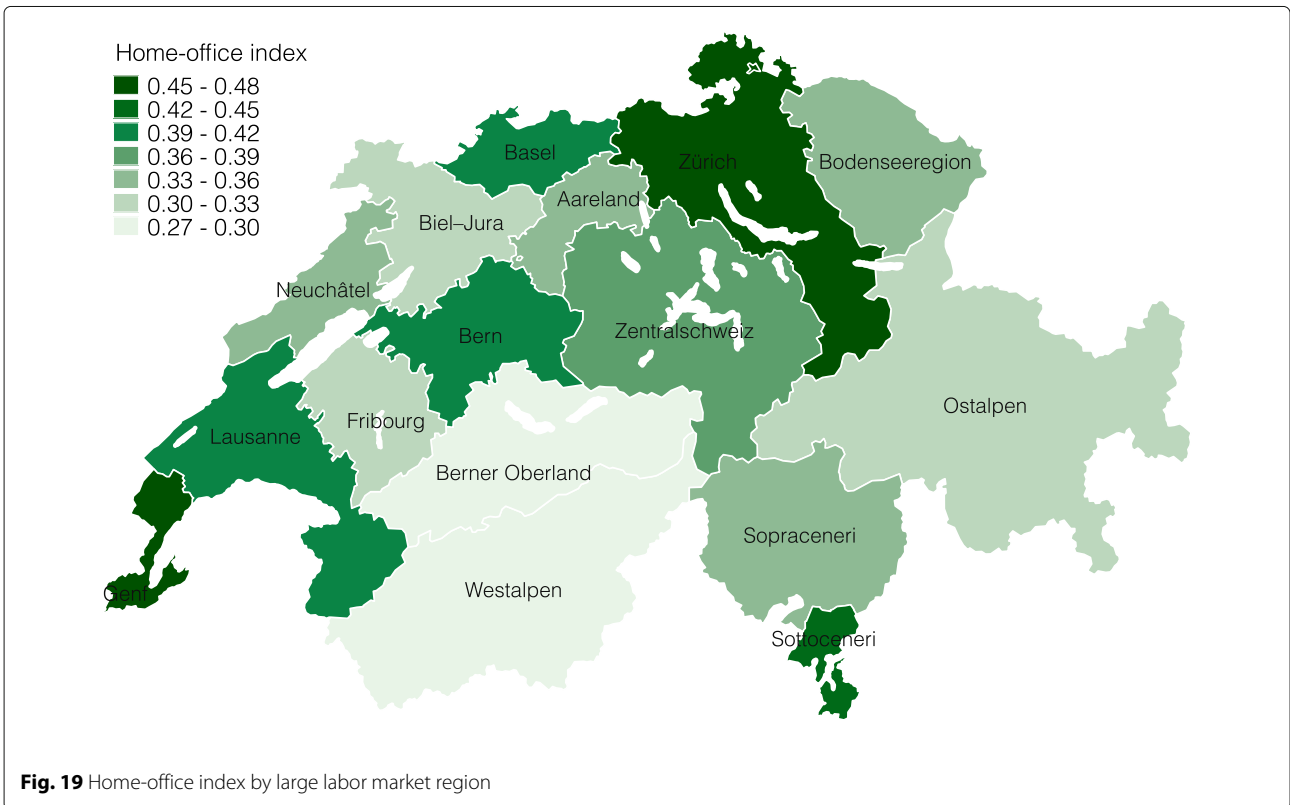 Home-office index
0.45 - 0.48
0.42 - 0.45
0.39 - 0.42
0.36 - 0.39
0.33 - 0.36
0.30 - 0.33
0.27 - 0.30
Basel
Zürich
Bodenseeregion
Aareland
Biel–Jura
Neuchâtel
Bern
Zentralschweiz
Ostalpen
Fribourg
Lausanne
Berner Oberland
Sopraceneri
Westalpen
Genf
Sottoceneri
Fig. 19 Home-office index by large labor market region